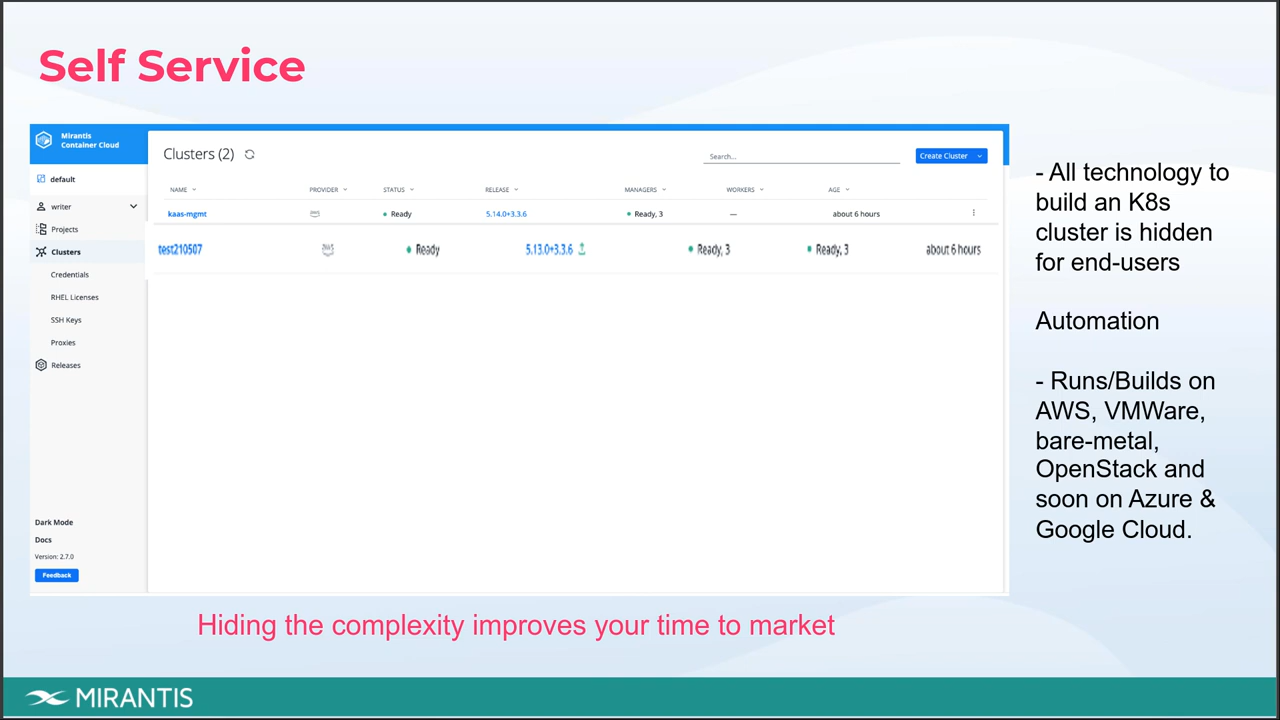 Self Service
Mirantis
Container Cloud
default
writer
Projects
Clusters
Credentials
RHEL Licenses
SSH Keys
Proxies
Releases
Dark Mode
Docs
Version: 2.7.0
Feedback
Clusters (2)
Search...
Create Cluster
NAME PROVIDER STATUS RELEASE MANAGERS WORKERS AGE
kaas-mgmt aws Ready 5.14.0+3.3.6 Ready, 3 — about 6 hours
test210507 aws Ready 5.13.0+3.3.6 Ready, 3 Ready, 3 about 6 hours
- All technology to
build an K8s
cluster is hidden
for end-users
Automation
- Runs/Builds on
AWS, VMWare,
bare-metal,
OpenStack and
soon on Azure &
Google Cloud.
Hiding the complexity improves your time to market
MIRANTIS